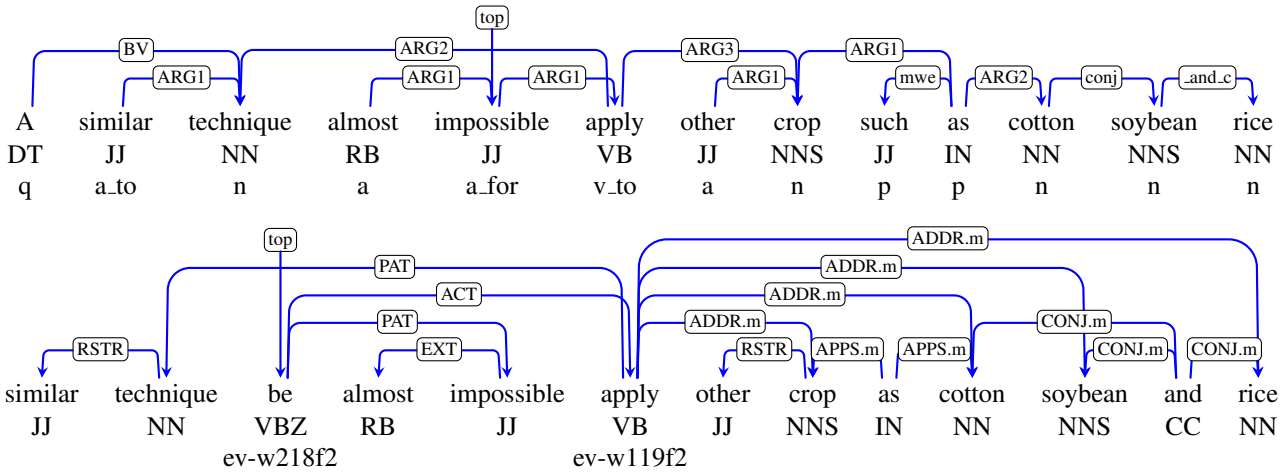 top
BV ARG2 ARG3 ARG1
ARG1 ARG1 ARG1 ARG1 mwe ARG2 conj _and_c
A similar technique almost impossible apply other crop such as cotton soybean rice
DT JJ NN RB JJ VB JJ NNS JJ IN NN NNS NN
q a_to n a a_for v_to a n p p n n n
top ADDR.m
PAT ADDR.m
ACT ADDR.m
PAT ADDR.m CONJ.m
RSTR EXT RSTR APPS.m APPS.m CONJ.m CONJ.m
similar technique be almost impossible apply other crop as cotton soybean and rice
JJ NN VBZ RB JJ VB JJ NNS IN NN NNS CC NN
ev-w218f2 ev-w119f2